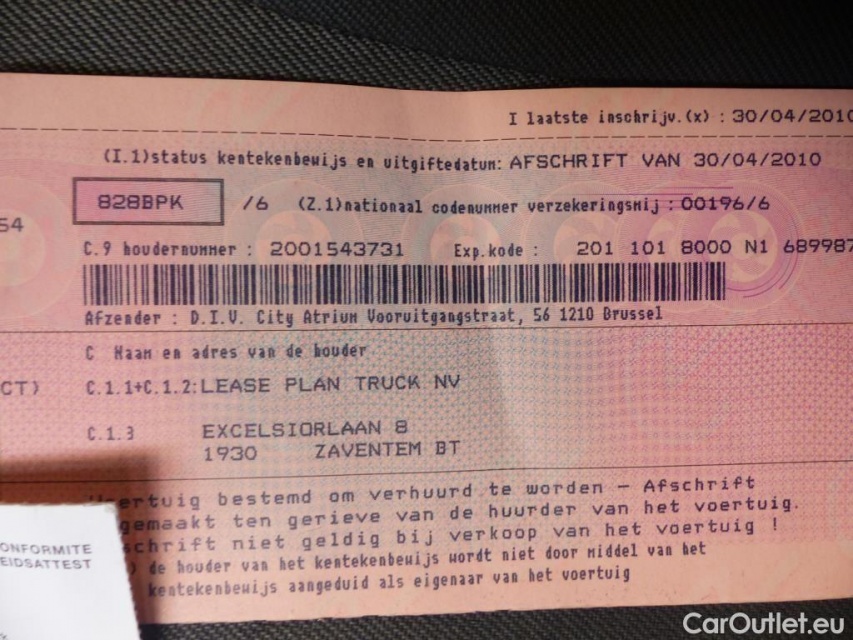 I laatste inschrijv.(x) : 30/04/2010
(I.1)status kentekenbewijs en uitgiftedatum: AFSCHRIFT VAN 30/04/2010
828BPK /6 (Z.1)nationaal codenummer verzekeringsmij : 00196/6
54
C.9 houdernummer : 2001543731 Exp.kode : 201 101 8000 N1 689987
Afzender : D.I.V. City Atrium Vooruitgangstraat, 56 1210 Brussel
C Naam en adres van de houder
CT) C.1.1+C.1.2: LEASE PLAN TRUCK NV
C.1.3 EXCELSIORLAAN 8
1930 ZAVENTEM BT
ertuig bestemd om verhuurd te worden – Afschrift
gemaakt ten gerieve van de huurder van het voertuig.
schrift niet geldig bij verkoop van het voertuig !
) de houder van het kentekenbewijs wordt niet door middel van het
kentekenbewijs aangeduid als eigenaar van het voertuig
ONFORMITE
EIDSATTEST
CarOutlet.eu